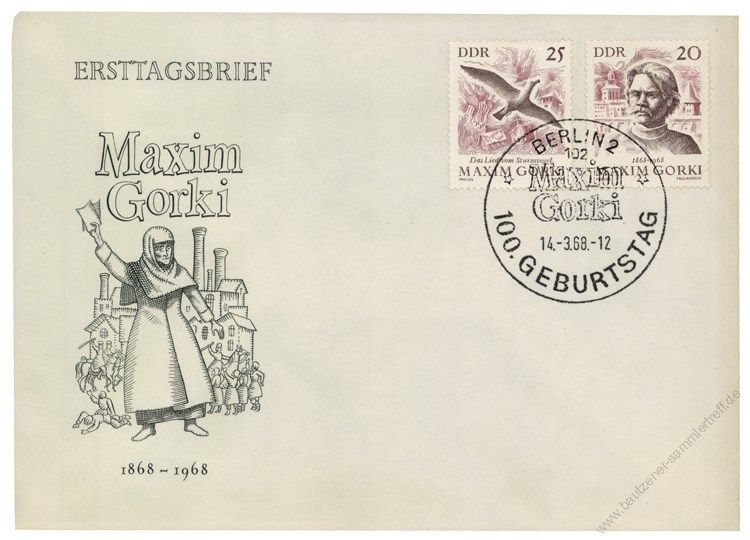 ERSTTAGSBRIEF
Maxim
Gorki
1868 - 1968
DDR 25
Das Lied vom Sturmvogel
MAXIM GORKI
PREUSS
DDR 20
1868-1968
MAXIM GORKI
BERLIN 2
102
Maxim
Gorki
14.-3.68.-12
100. GEBURTSTAG
www.bautzener-sammlertreff.de